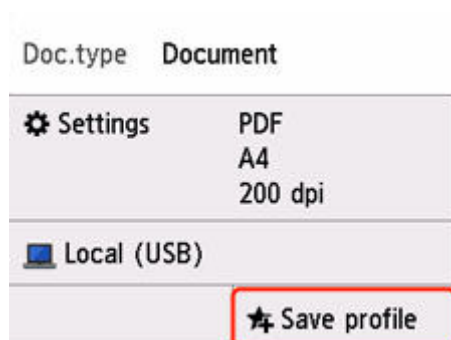 Doc.type Document
Settings PDF
A4
200 dpi
Local (USB)
Save profile